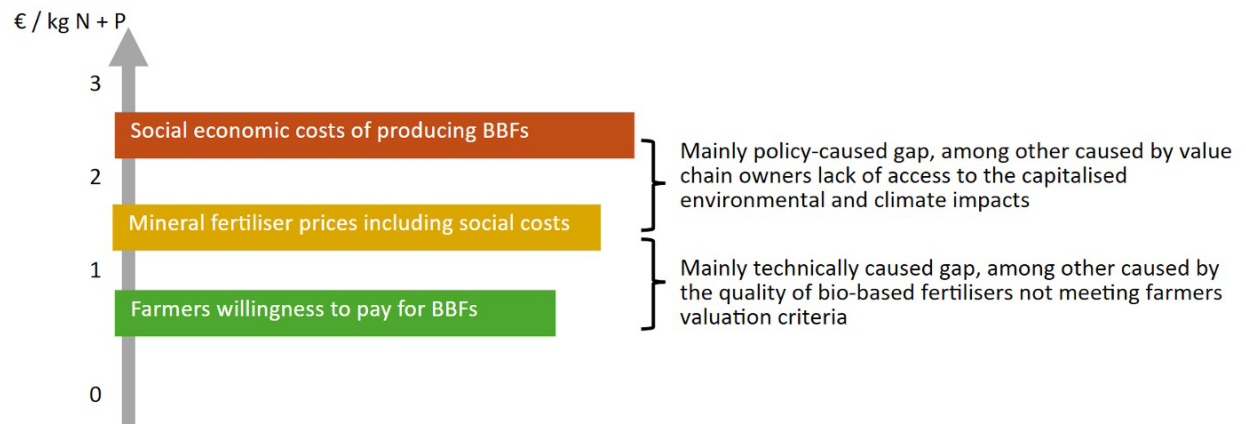 € / kg N + P
3
Social economic costs of producing BBFs
2
Mineral fertiliser prices including social costs
1
Farmers willingness to pay for BBFs
0
Mainly policy-caused gap, among other caused by value
chain owners lack of access to the capitalised
environmental and climate impacts
Mainly technically caused gap, among other caused by
the quality of bio-based fertilisers not meeting farmers
valuation criteria